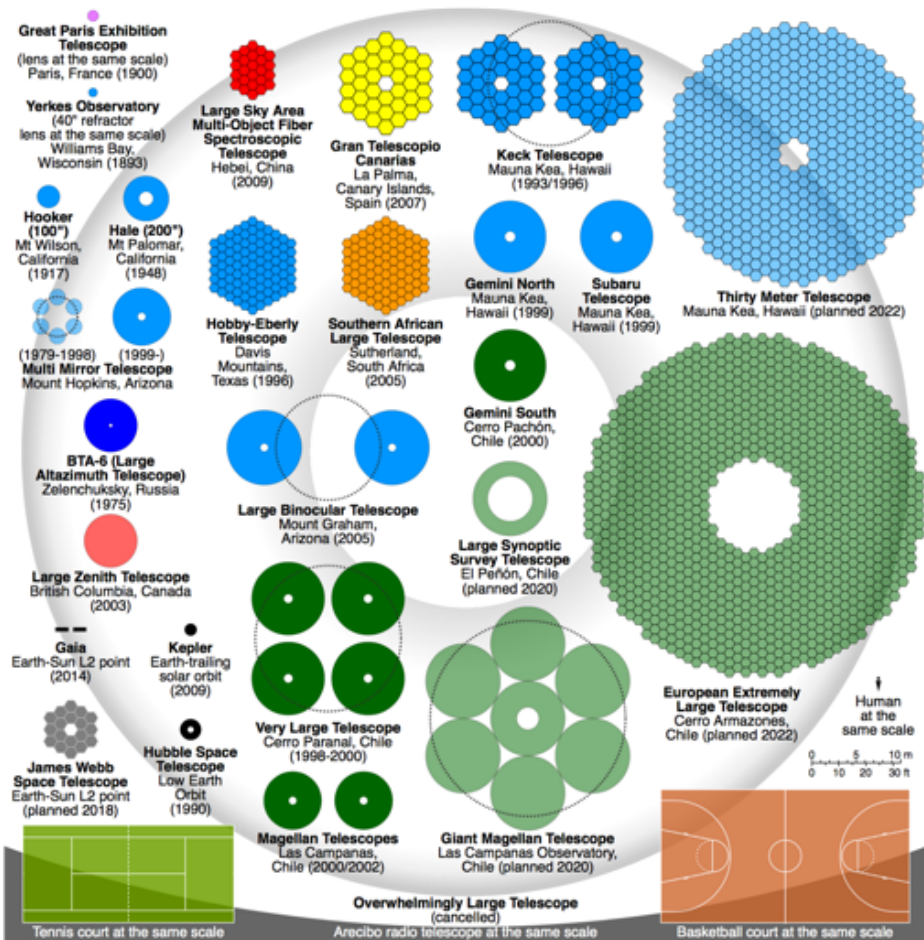 Great Paris Exhibition
Telescope
(lens at the same scale)
Paris, France (1900)
Yerkes Observatory
(40" refractor
lens at the same scale)
Williams Bay,
Wisconsin (1893)
Hooker
(100")
Mt Wilson,
California
(1917)
Hale (200")
Mt Palomar,
California
(1948)
(1979-1998)
(1999-)
Multi Mirror Telescope
Mount Hopkins, Arizona
BTA-6 (Large
Altazimuth Telescope)
Zelenchuksky, Russia
(1975)
Large Zenith Telescope
British Columbia, Canada
(2003)
Gaia
Earth-Sun L2 point
(2014)
Kepler
Earth-trailing
solar orbit
(2009)
James Webb
Space Telescope
Earth-Sun L2 point
(planned 2018)
Hubble Space
Telescope
Low Earth
Orbit
(1990)
Large Sky Area
Multi-Object Fiber
Spectroscopic
Telescope
Hebei, China
(2009)
Gran Telescopio
Canarias
La Palma,
Canary Islands,
Spain (2007)
Keck Telescope
Mauna Kea, Hawaii
(1993/1996)
Hobby-Eberly
Telescope
Davis
Mountains,
Texas (1996)
Southern African
Large Telescope
Sutherland,
South Africa
(2005)
Gemini North
Mauna Kea,
Hawaii (1999)
Subaru
Telescope
Mauna Kea,
Hawaii (1999)
Thirty Meter Telescope
Mauna Kea, Hawaii (planned 2022)
Gemini South
Cerro Pachón,
Chile (2000)
Large Binocular Telescope
Mount Graham,
Arizona (2005)
Large Synoptic
Survey Telescope
El Peñón, Chile
(planned 2020)
Very Large Telescope
Cerro Paranal, Chile
(1998-2000)
Magellan Telescopes
Las Campanas,
Chile (2000/2002)
Giant Magellan Telescope
Las Campanas Observatory,
Chile (planned 2020)
European Extremely
Large Telescope
Cerro Armazones,
Chile (planned 2022)
Human
at the
same scale
0 5 10 m
0 10 20 30 ft
Overwhelmingly Large Telescope
(cancelled)
Tennis court at the same scale
Arecibo radio telescope at the same scale
Basketball court at the same scale